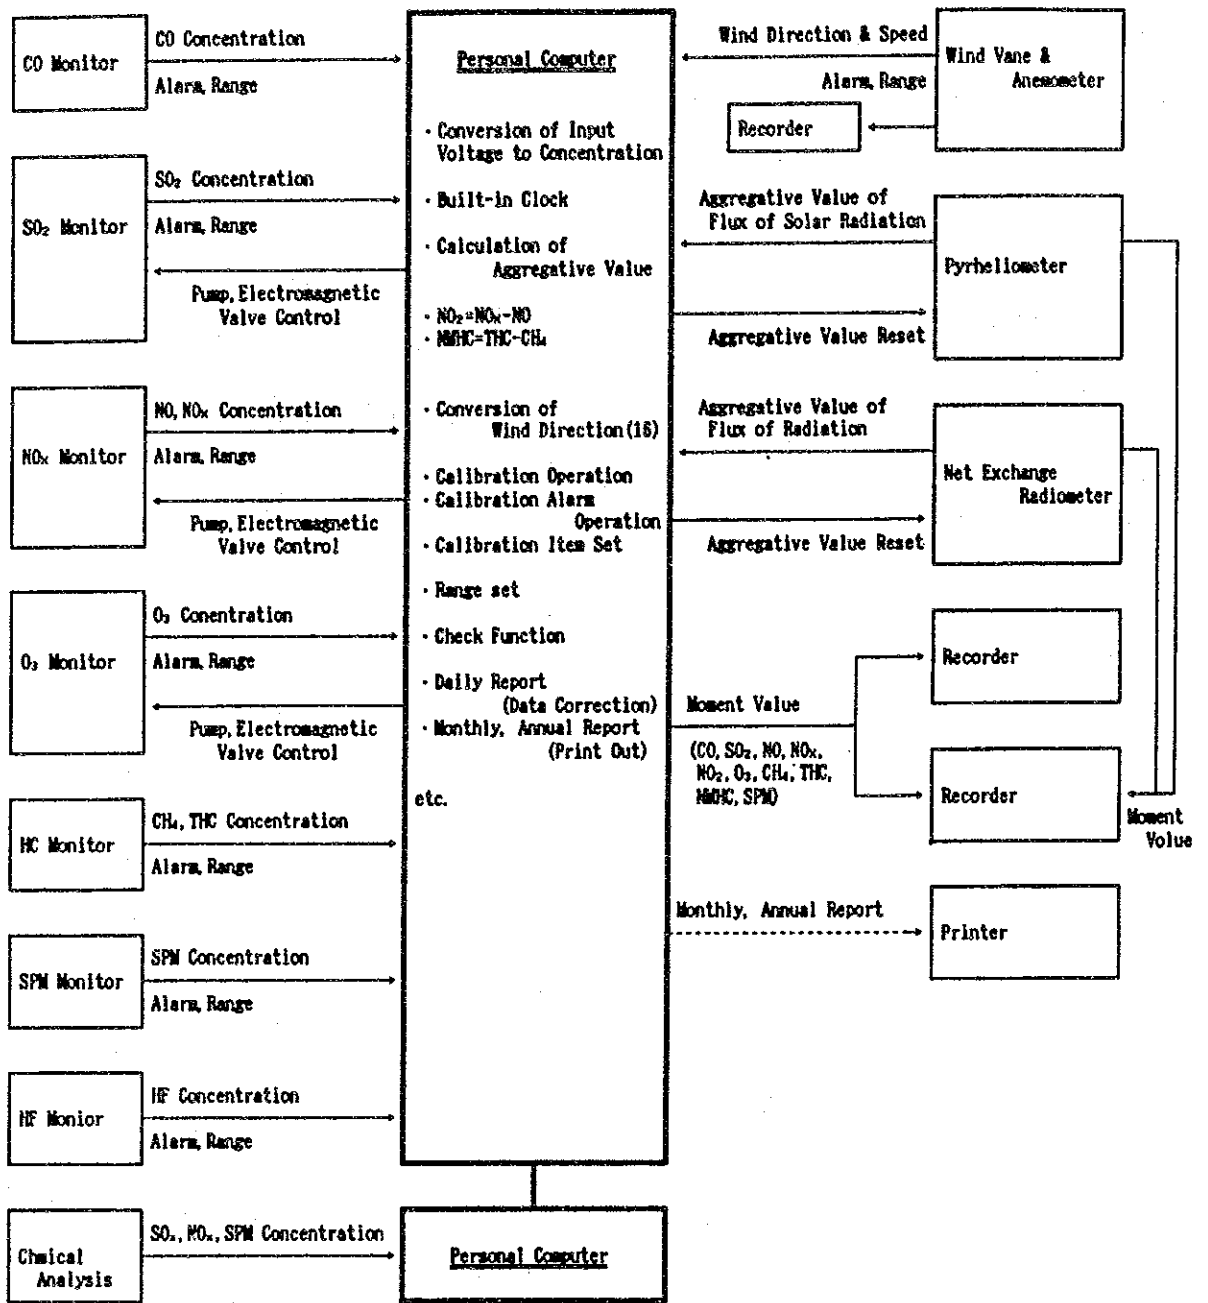 CO Monitor
CO Concentration
Alarm, Range
SO₂ Monitor
SO₂ Concentration
Alarm, Range
Pump, Electromagnetic
Valve Control
NOx Monitor
NO, NOx Concentration
Alarm, Range
Pump, Electromagnetic
Valve Control
O₃ Monitor
O₃ Conentration
Alarm, Range
Pump, Electromagnetic
Valve Control
HC Monitor
CH₄, THC Concentration
Alarm, Range
SPM Monitor
SPM Concentration
Alarm, Range
HF Monior
HF Concentration
Alarm, Range
Chmical
Analysis
SOx, NOx, SPM Concentration
Personal Computer
· Conversion of Input
Voltage to Concentration
· Built-in Clock
· Calculation of
Aggregative Value
· NO₂=NOx-NO
· NMHC=THC-CH₄
· Conversion of
Wind Direction(16)
· Calibration Operation
· Calibration Alarm
Operation
· Calibration Item Set
· Range set
· Check Function
· Daily Report
(Data Correction)
· Monthly, Annual Report
(Print Out)
etc.
Personal Computer
Wind Direction & Speed
Alarm, Range
Wind Vane &
Anemometer
Recorder
Aggregative Value of
Flux of Solar Radiation
Pyrheliometer
Aggregative Value Reset
Aggregative Value of
Flux of Radiation
Net Exchange
Radiometer
Aggregative Value Reset
Recorder
Moment Value
(CO, SO₂, NO, NOx,
NO₂, O₃, CH₄, THC,
NMHC, SPM)
Recorder
Moment
Volue
Monthly, Annual Report
Printer